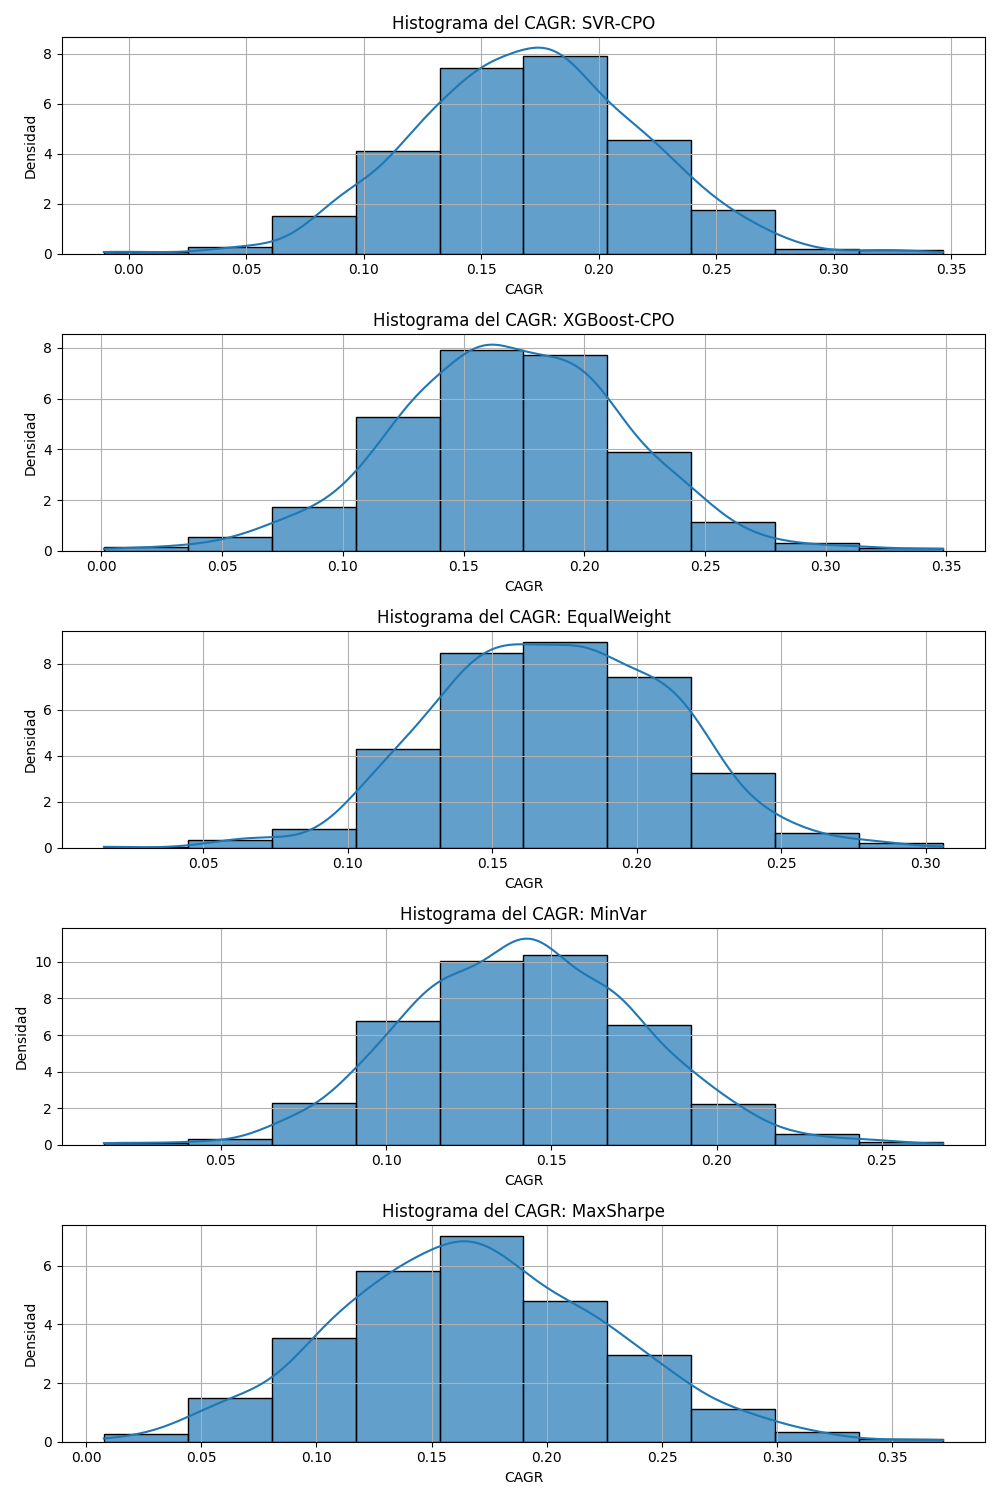 Histograma del CAGR: SVR-CPO
8
6
4
2
0
Densidad
0.00 0.05 0.10 0.15 0.20 0.25 0.30 0.35
CAGR
Histograma del CAGR: XGBoost-CPO
8
6
4
2
0
Densidad
0.00 0.05 0.10 0.15 0.20 0.25 0.30 0.35
CAGR
Histograma del CAGR: EqualWeight
8
6
4
2
0
Densidad
0.05 0.10 0.15 0.20 0.25 0.30
CAGR
Histograma del CAGR: MinVar
10
8
6
4
2
0
Densidad
0.05 0.10 0.15 0.20 0.25
CAGR
Histograma del CAGR: MaxSharpe
6
4
2
0
Densidad
0.00 0.05 0.10 0.15 0.20 0.25 0.30 0.35
CAGR